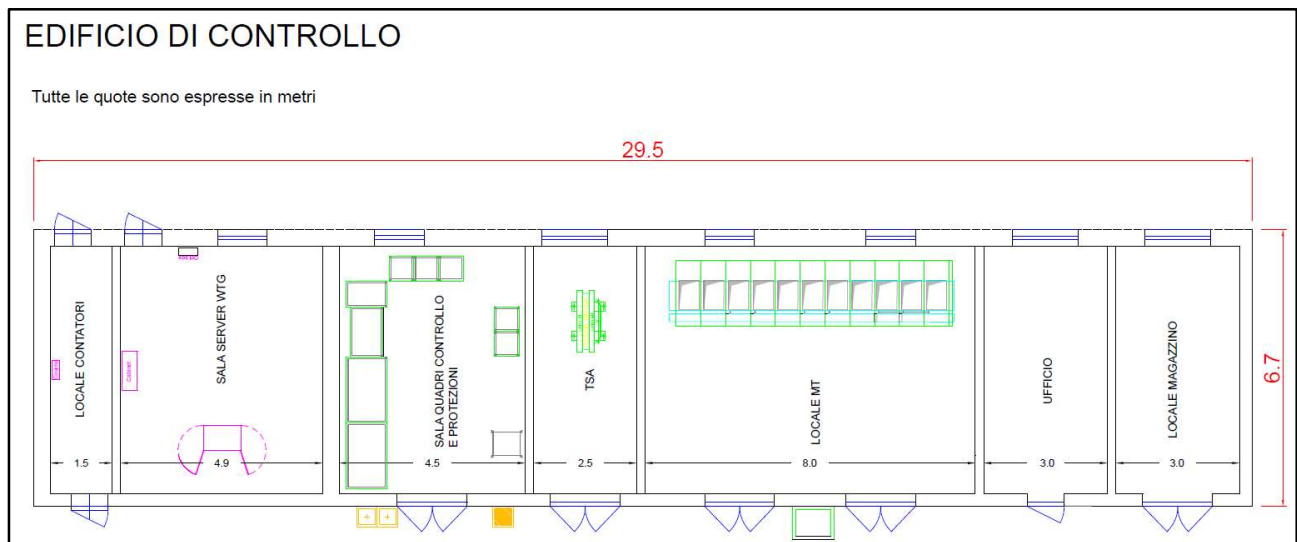 EDIFICIO DI CONTROLLO
Tutte le quote sono espresse in metri
29.5
6.7
LOCALE CONTATORI
SALA SERVER WTG
SALA QUADRI CONTROLLO
E PROTEZIONI
TSA
LOCALE MT
UFFICIO
LOCALE MAGAZZINO
Cabinet
1.5
4.9
4.5
2.5
8.0
3.0
3.0